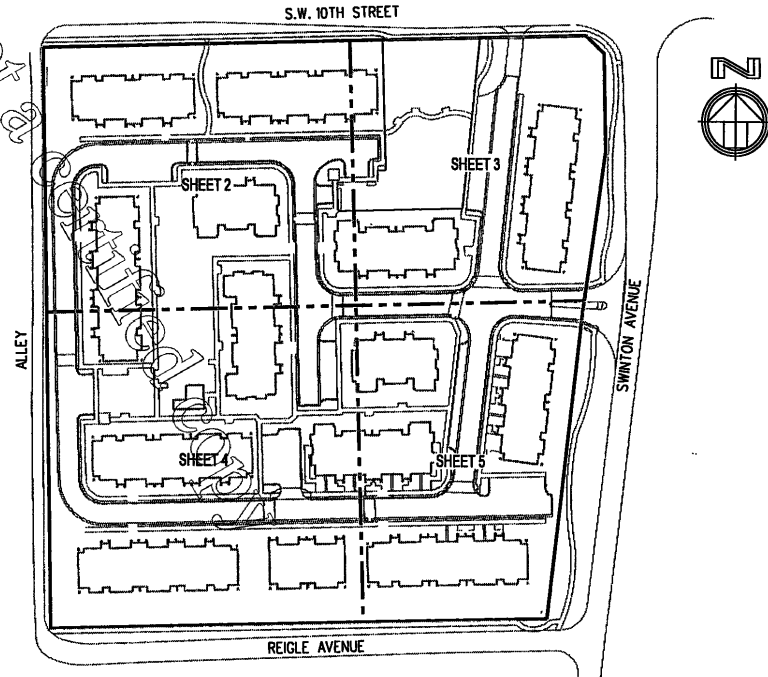 S.W. 10TH STREET
N
SHEET 3
SHEET 2
ALLEY
SWINTON AVENUE
SHEET 4
SHEET 5
REIGLE AVENUE